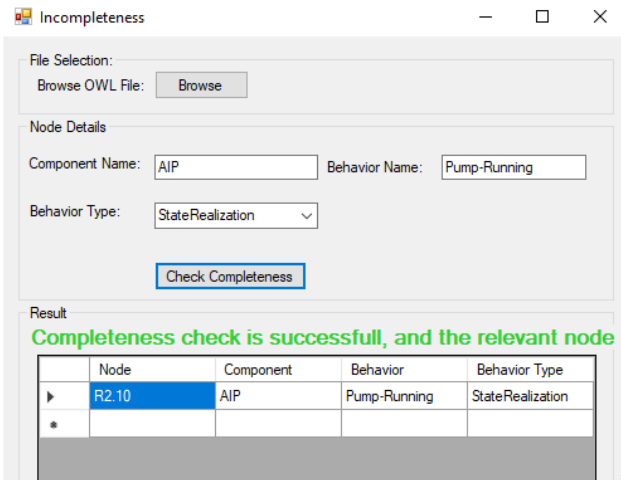 Incompleteness
File Selection:
Browse OWL File: Browse
Node Details
Component Name: AIP Behavior Name: Pump-Running
Behavior Type: StateRealization
Check Completeness
Result
Completeness check is successfull, and the relevant node
Node Component Behavior Behavior Type
R2.10 AIP Pump-Running StateRealization